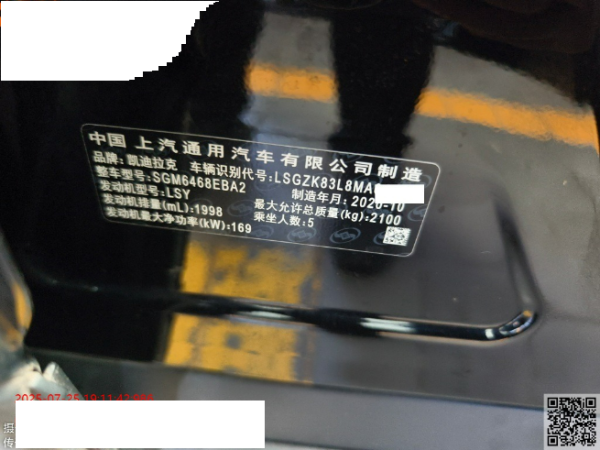 中国 上汽通用汽车有限公司制造
品牌:凯迪拉克 车辆识别代号:LSGZK83L8MA
整车型号:SGM6468EBA2 制造年月:2020-10
发动机型号:LSY 最大允许总质量(kg):2100
发动机排量(mL):1998 乘坐人数:5
发动机最大净功率(kW):169